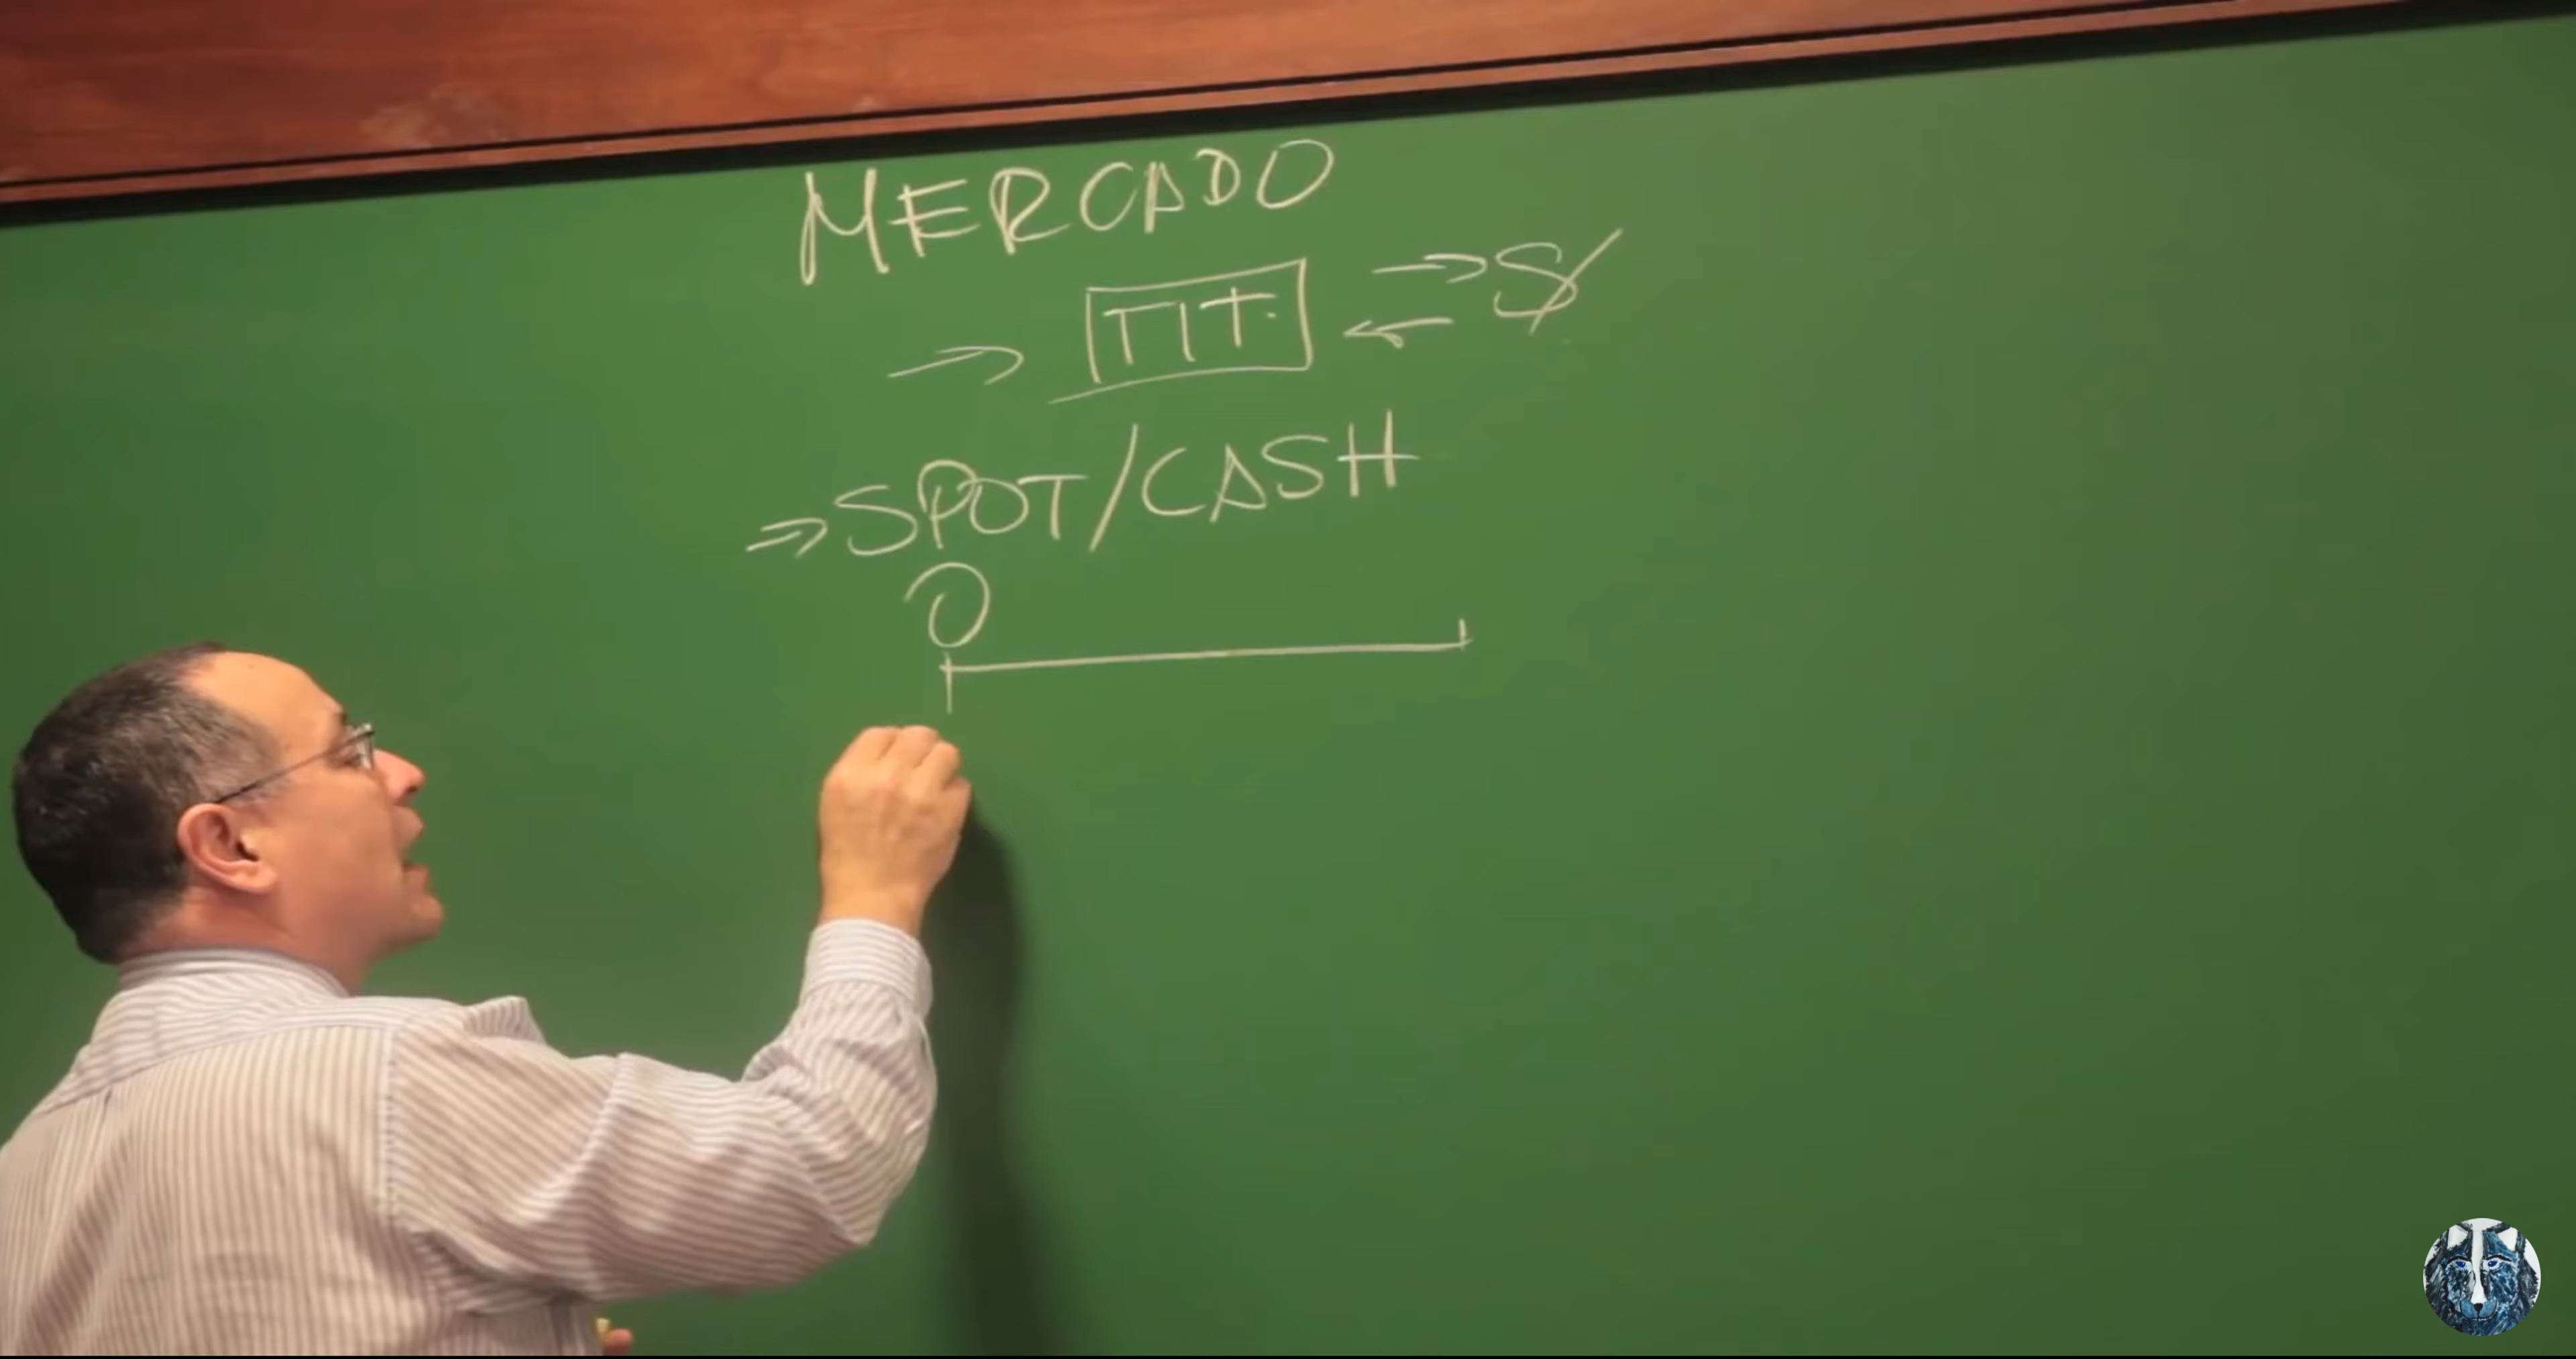 MERCADO
→ TIT. → $
←
⇒ SPOT/CASH
0